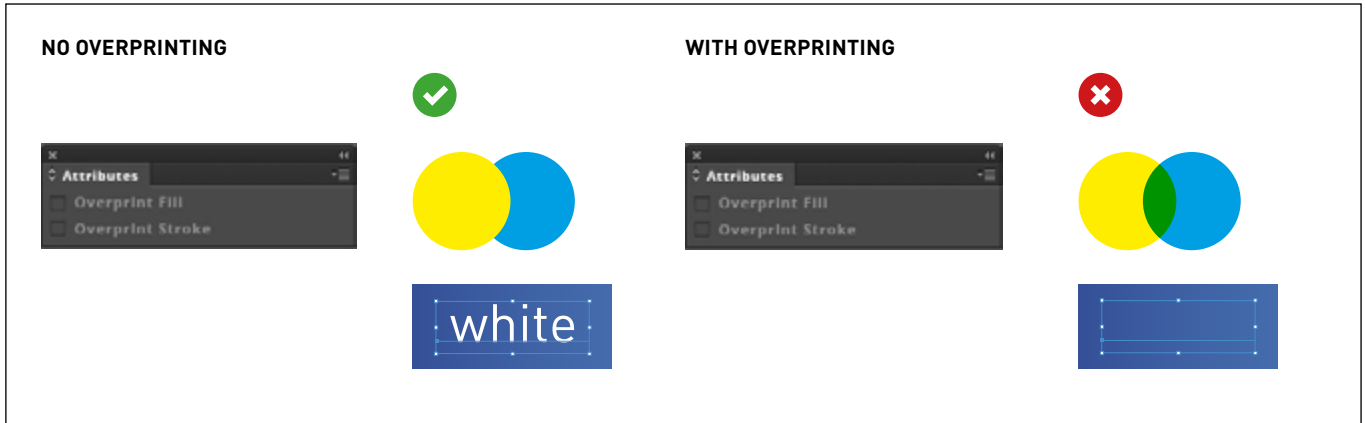 NO OVERPRINTING
Attributes
Overprint Fill
Overprint Stroke
white
WITH OVERPRINTING
Attributes
Overprint Fill
Overprint Stroke